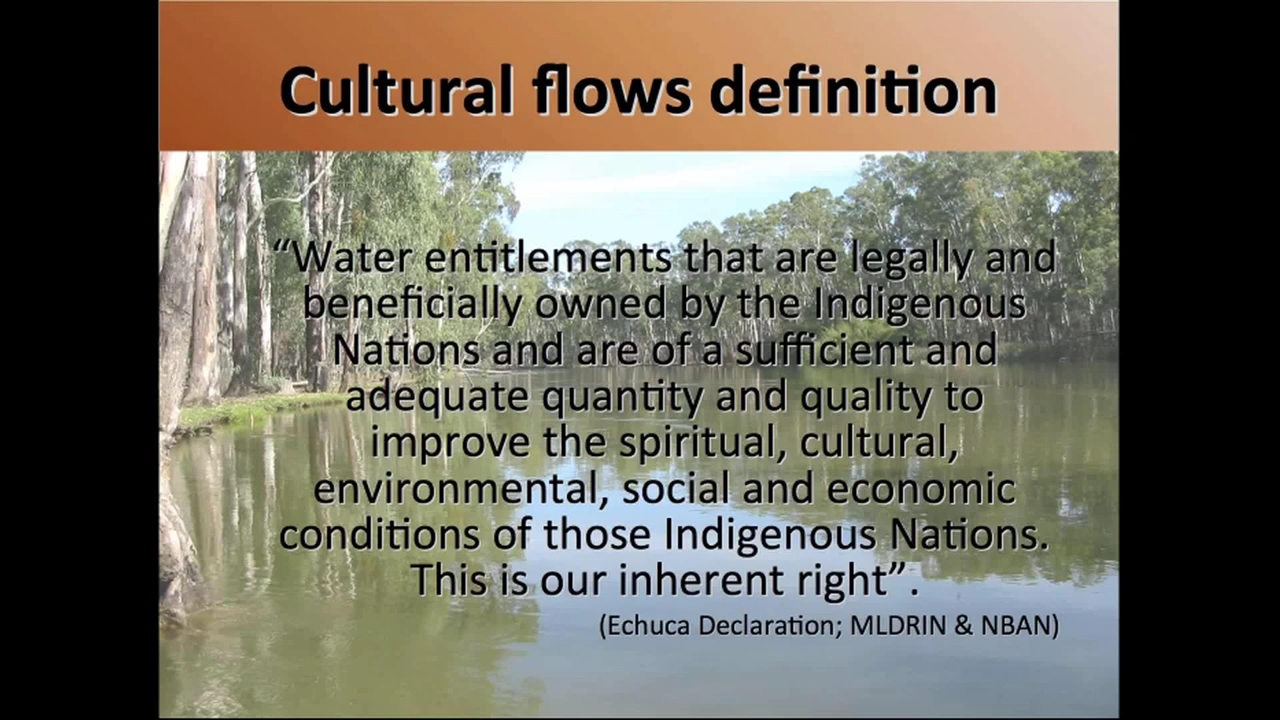 Cultural flows definition
“Water entitlements that are legally and
beneficially owned by the Indigenous
Nations and are of a sufficient and
adequate quantity and quality to
improve the spiritual, cultural,
environmental, social and economic
conditions of those Indigenous Nations.
This is our inherent right”.
(Echuca Declaration; MLDRIN & NBAN)